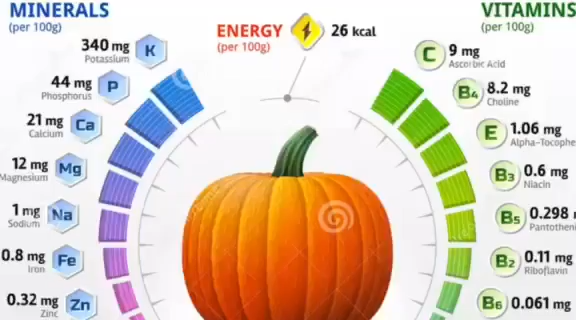 MINERALS
(per 100g)
340 mg
K
Potassium
44 mg
P
Phosphorus
21 mg
Ca
Calcium
12 mg
Mg
Magnesium
1 mg
Na
Sodium
0.8 mg
Fe
Iron
0.32 mg
Zn
Zinc
ENERGY
(per 100g)
26 kcal
VITAMINS
(per 100g)
C
9 mg
Ascorbic Acid
B4
8.2 mg
Choline
E
1.06 mg
Alpha-Tocophe
B3
0.6 mg
Niacin
B5
0.298
Pantotheni
B2
0.11 mg
Riboflavin
B6
0.061 mg